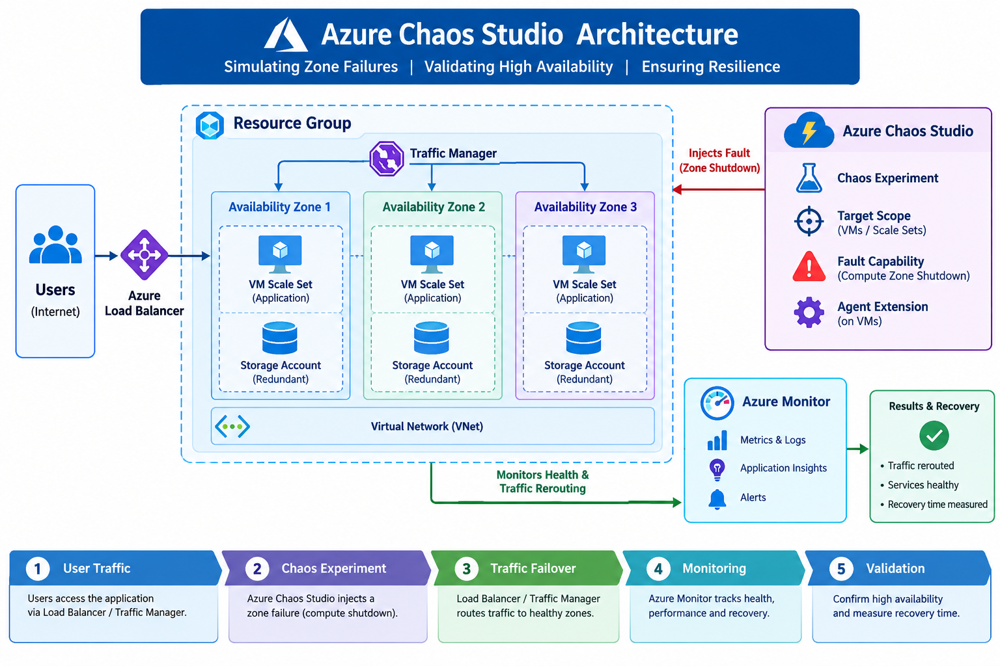 Azure Chaos Studio Architecture
Simulating Zone Failures | Validating High Availability | Ensuring Resilience
Resource Group
Traffic Manager
Availability Zone 1
VM Scale Set
(Application)
Storage Account
(Redundant)
Availability Zone 2
VM Scale Set
(Application)
Storage Account
(Redundant)
Availability Zone 3
VM Scale Set
(Application)
Storage Account
(Redundant)
Virtual Network (VNet)
Users
(Internet)
Azure
Load Balancer
Injects Fault
(Zone Shutdown)
Azure Chaos Studio
Chaos Experiment
Target Scope
(VMs / Scale Sets)
Fault Capability
(Compute Zone Shutdown)
Agent Extension
(on VMs)
Monitors Health &
Traffic Rerouting
Azure Monitor
Metrics & Logs
Application Insights
Alerts
Results & Recovery
• Traffic rerouted
• Services healthy
• Recovery time measured
1 User Traffic
Users access the application
via Load Balancer / Traffic Manager.
2 Chaos Experiment
Azure Chaos Studio injects a
zone failure (compute shutdown).
3 Traffic Failover
Load Balancer / Traffic Manager
routes traffic to healthy zones.
4 Monitoring
Azure Monitor tracks health,
performance and recovery.
5 Validation
Confirm high availability
and measure recovery time.